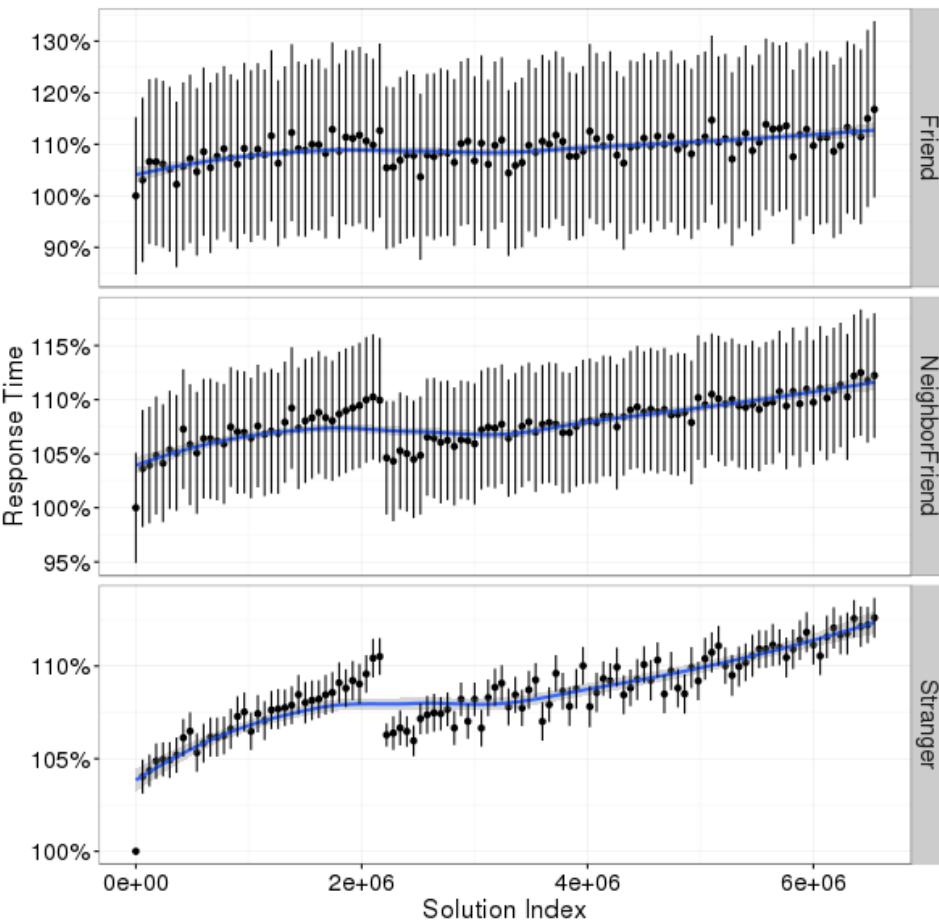 130%
120%
110%
100%
90%
Friend
115%
110%
105%
100%
95%
NeighborFriend
110%
105%
100%
Stranger
Response Time
0e+00 2e+06 4e+06 6e+06
Solution Index